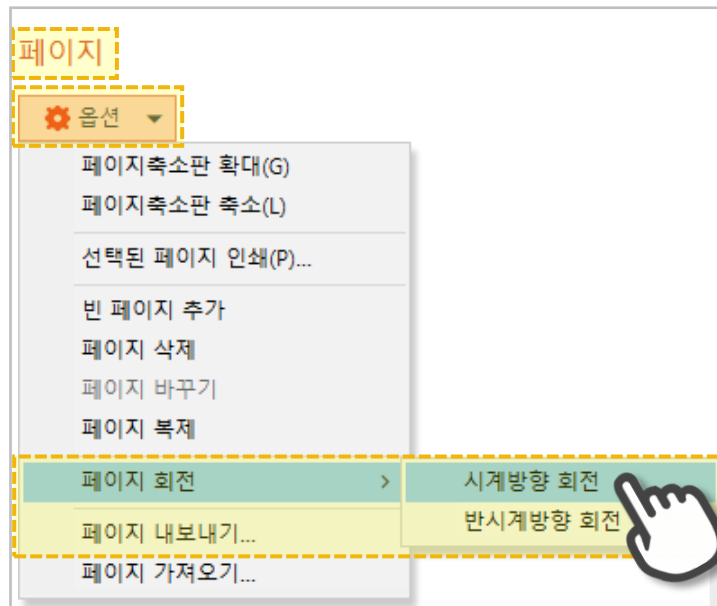 페이지
옵션
페이지축소판 확대(G)
페이지축소판 축소(L)
선택된 페이지 인쇄(P)...
빈 페이지 추가
페이지 삭제
페이지 바꾸기
페이지 복제
페이지 회전 > 시계방향 회전
반시계방향 회전
페이지 내보내기...
페이지 가져오기...